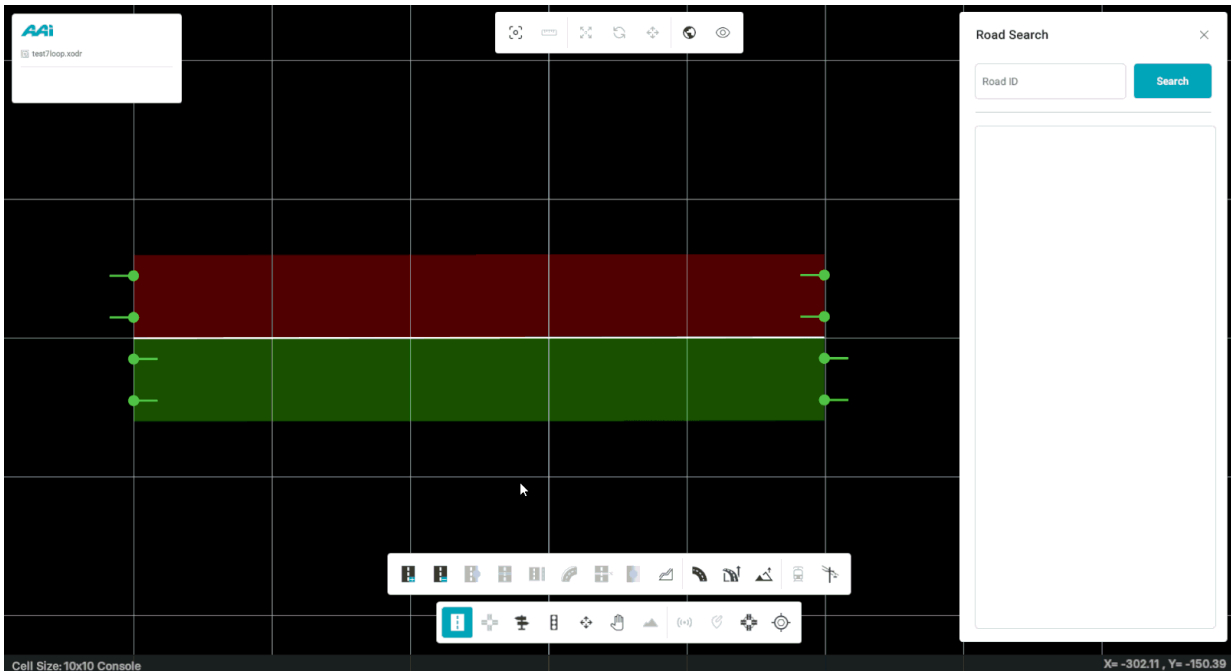 AAi
test7loop.xodr
Road Search
Road ID
Search
Cell Size: 10x10 Console
X= -302.11 , Y= -150.39